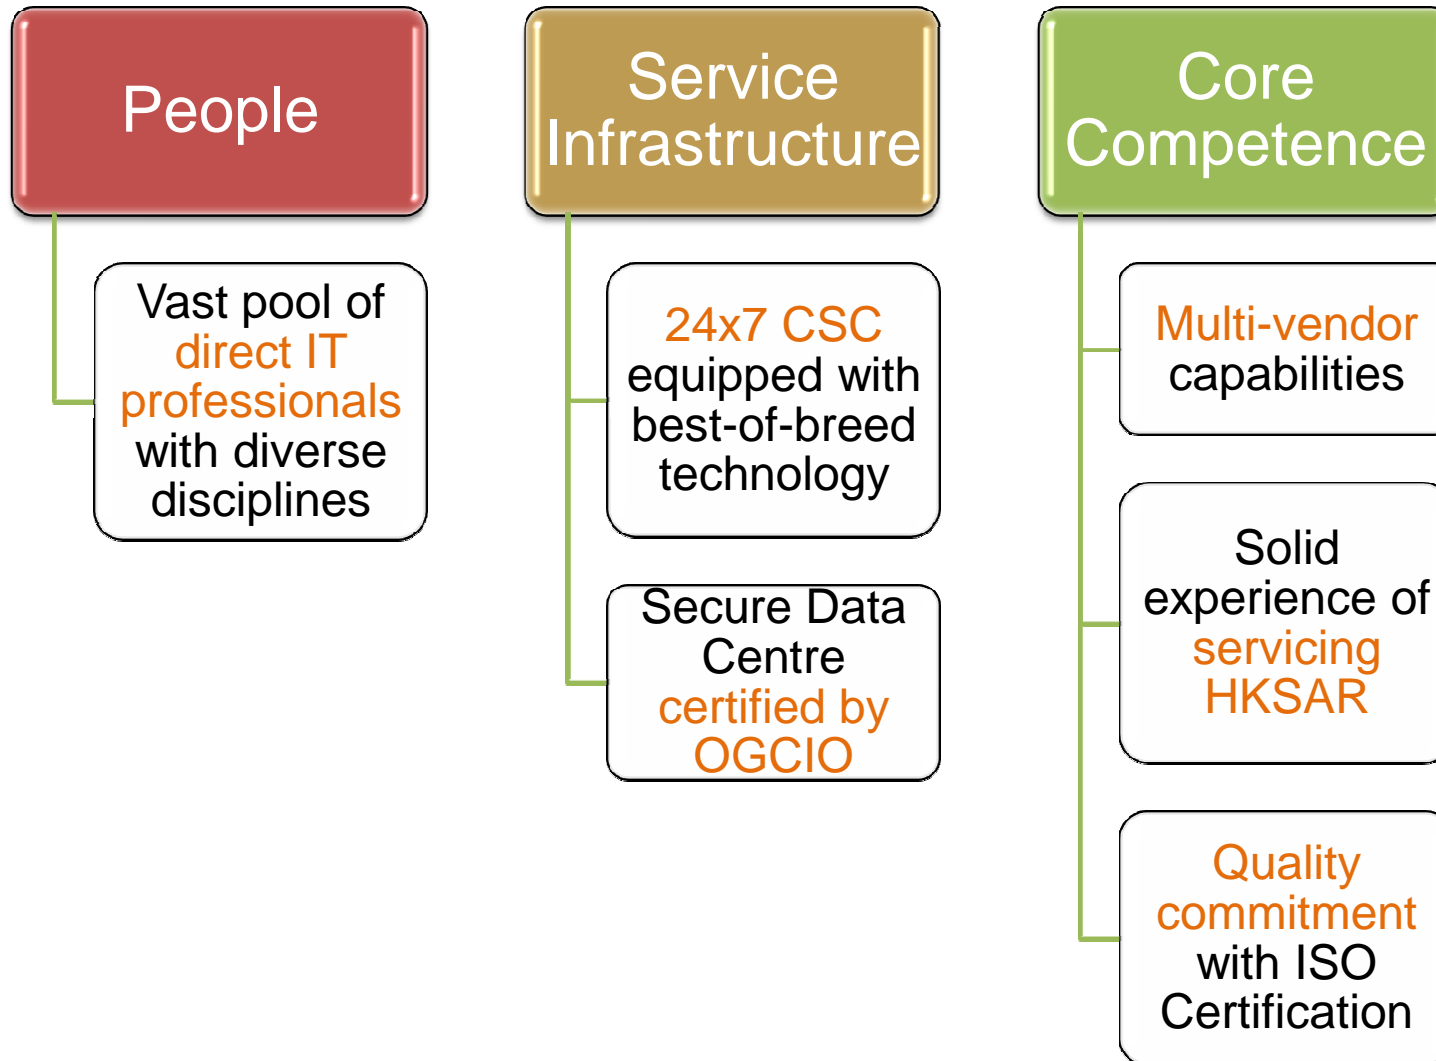 People
Vast pool of
direct IT
professionals
with diverse
disciplines
Service
Infrastructure
24x7 CSC
equipped with
best-of-breed
technology
Secure Data
Centre
certified by
OGCIO
Core
Competence
Multi-vendor
capabilities
Solid
experience of
servicing
HKSAR
Quality
commitment
with ISO
Certification